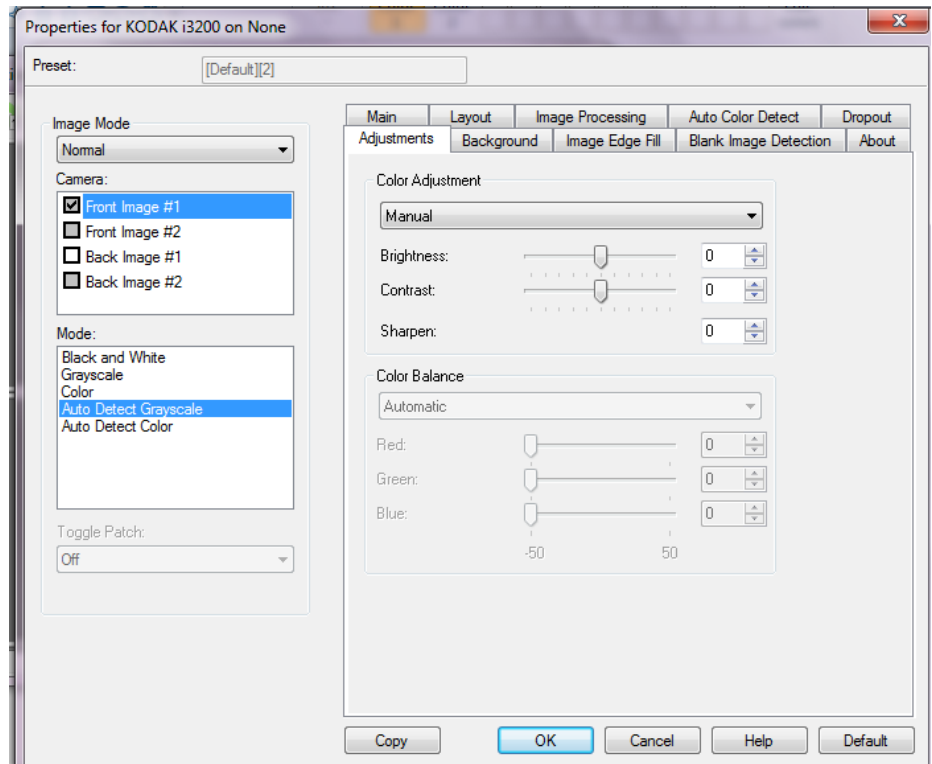 Properties for KODAK i3200 on None
Preset:
[Default][2]
Image Mode
Normal
Camera:
Front Image #1
Front Image #2
Back Image #1
Back Image #2
Mode:
Black and White
Grayscale
Color
Auto Detect Grayscale
Auto Detect Color
Toggle Patch:
Off
Main Layout Image Processing Auto Color Detect Dropout
Adjustments Background Image Edge Fill Blank Image Detection About
Color Adjustment
Manual
Brightness: 0
Contrast: 0
Sharpen: 0
Color Balance
Automatic
Red: 0
Green: 0
Blue: 0
-50 50
Copy OK Cancel Help Default